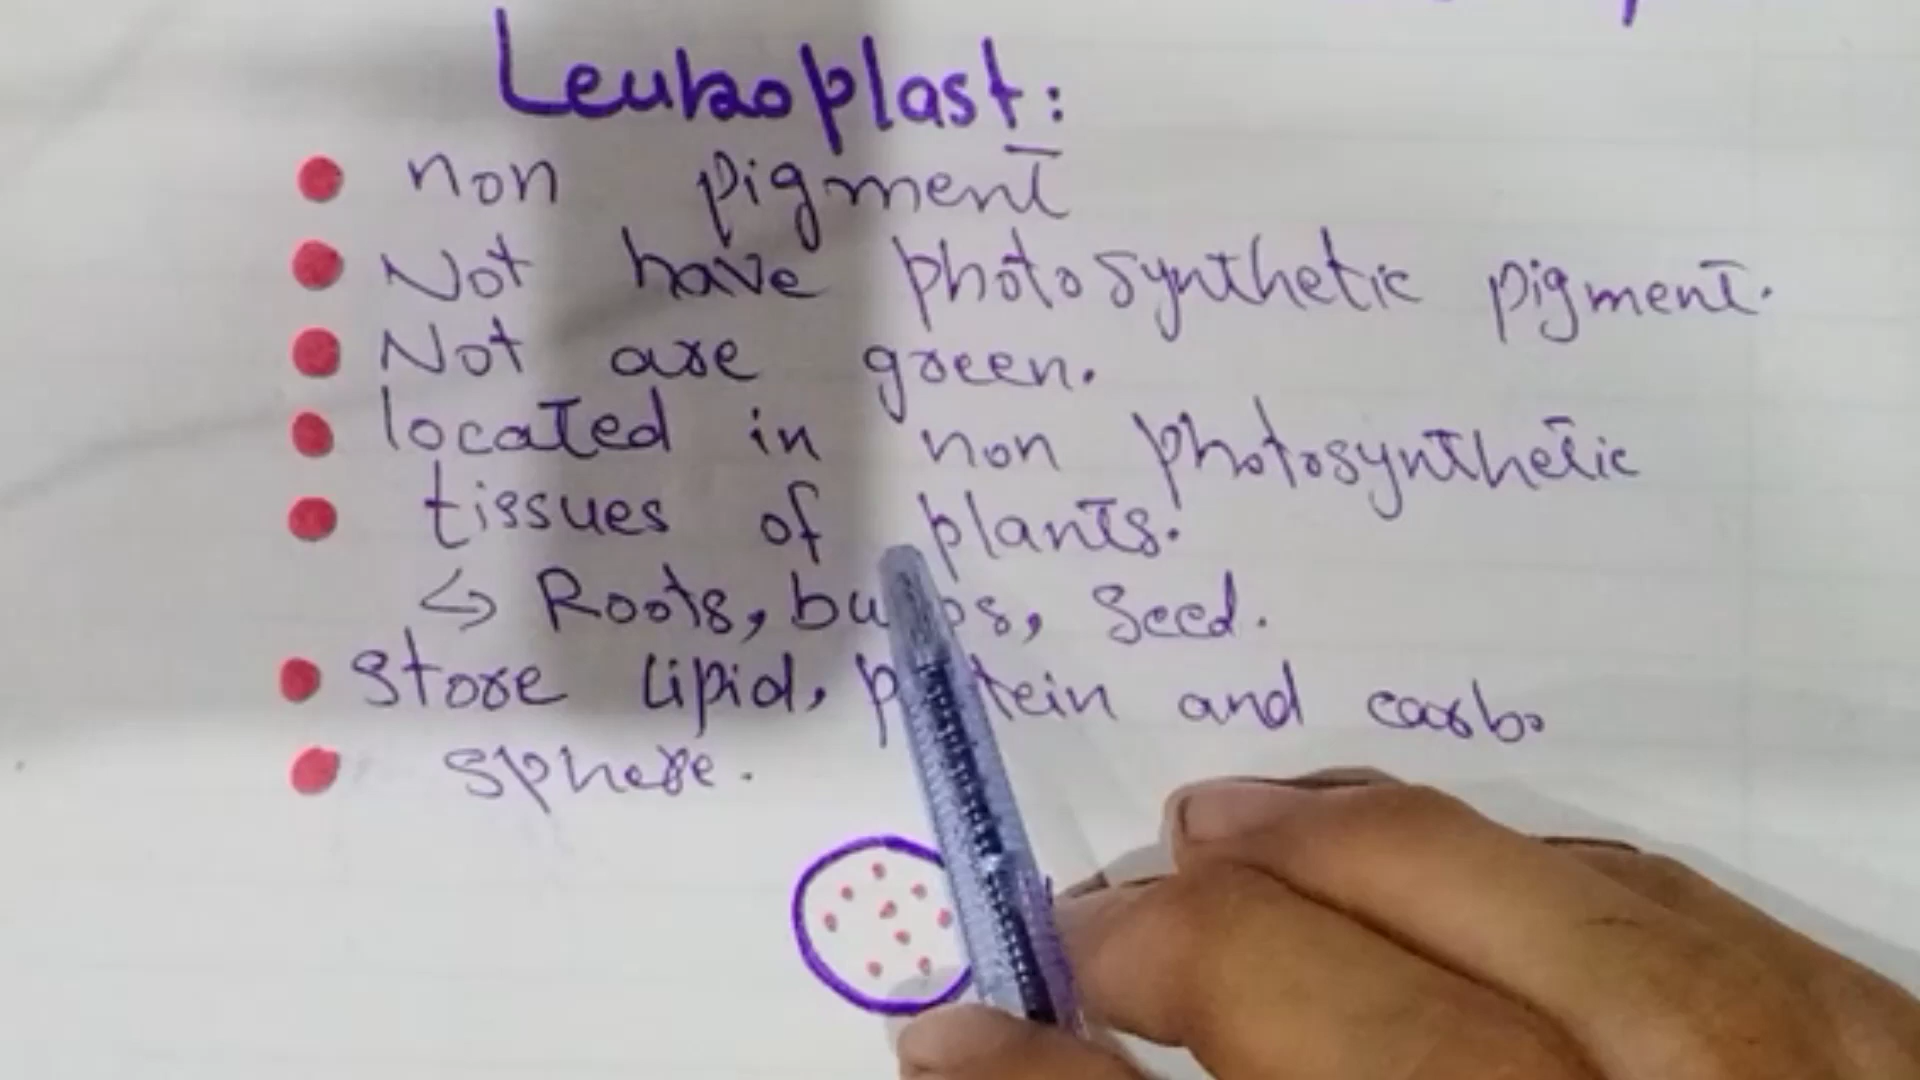 Leukoplast:
non pigment
Not have photosynthetic pigment.
Not are green.
located in non photosynthetic
tissues of plants.
↪ Roots, , Seed.
Store lipid, and carb.
sphere.